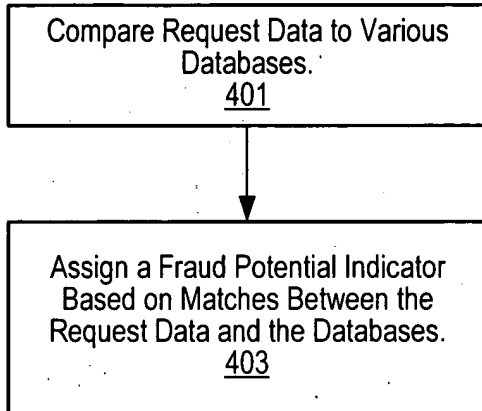 Compare Request Data to Various
Databases.
401
Assign a Fraud Potential Indicator
Based on Matches Between the
Request Data and the Databases.
403